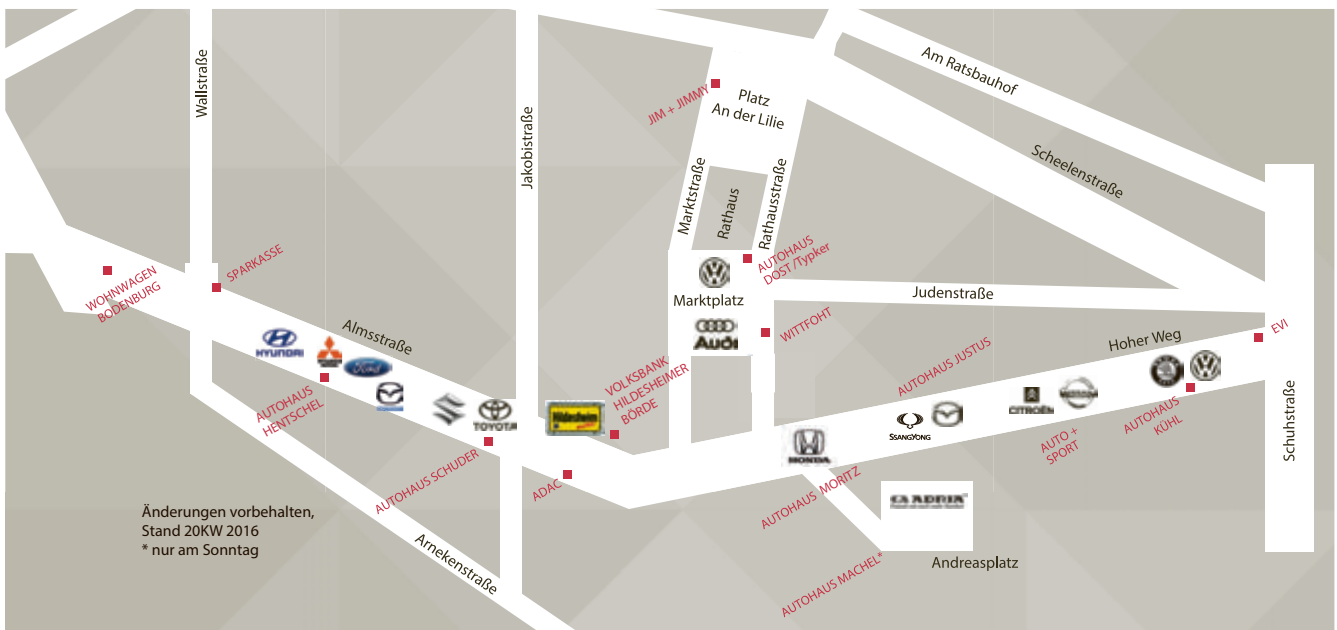 Wallstraße
Jakobistraße
JIM + JIMMY
Platz
An der Lilie
Am Ratsbauhof
Scheelenstraße
Marktstraße
Rathaus
Rathausstraße
WOHNWAGEN
BODENBURG
SPARKASSE
AUTOHAUS
DOST /Typker
Marktplatz
Audi
WITTFOHT
Judenstraße
Almsstraße
HYUNDAI
Ford
AUTOHAUS
HENTSCHEL
TOYOTA
AUTOHAUS SCHUDER
Hildesheim
VOLKSBANK
HILDESHEIMER
BÖRDE
ADAC
HONDA
AUTOHAUS MORITZ
AUTOHAUS JUSTUS
SSANGYONG
CITROËN
AUTO +
SPORT
Hoher Weg
AUTOHAUS
KÜHL
EVI
Schuhstraße
ADRIA
AUTOHAUS MACHEL*
Andreasplatz
Arnekenstraße
Änderungen vorbehalten,
Stand 20KW 2016
* nur am Sonntag